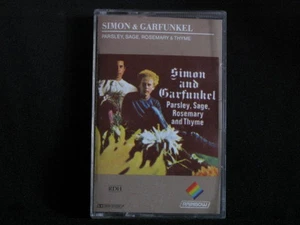 SIMON & GARFUNKEL
PARSLEY, SAGE, ROSEMARY & THYME
Simon
and
Garfunkel
Parsley, Sage,
Rosemary
and Thyme